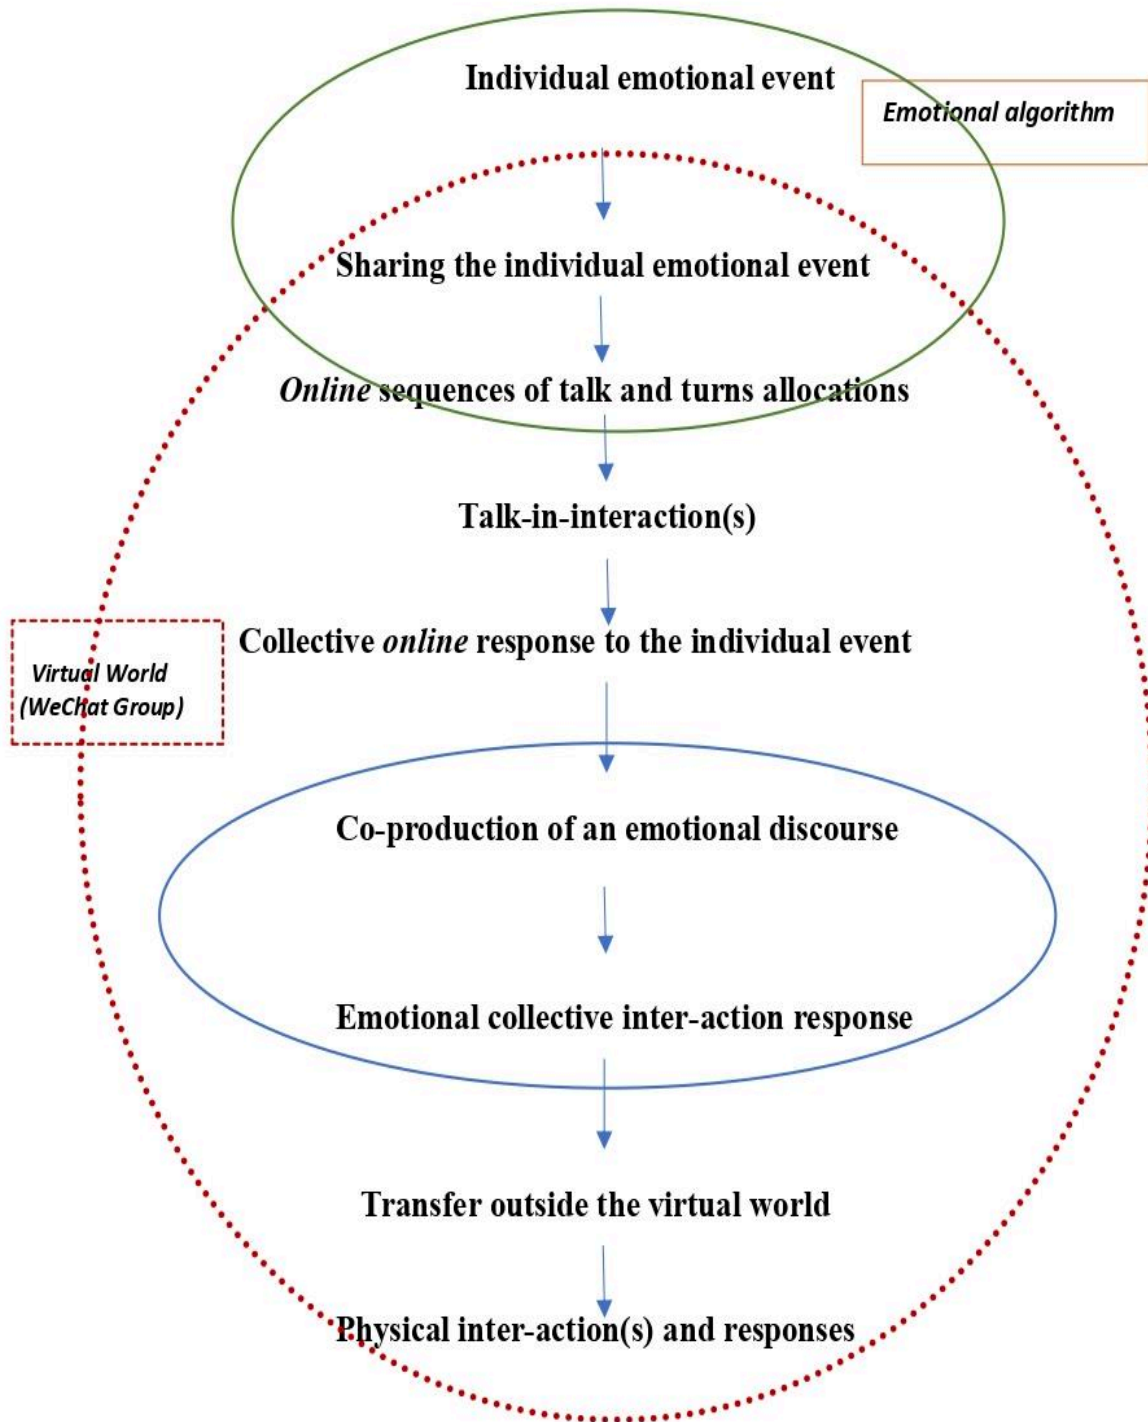 Individual emotional event
Emotional algorithm
Sharing the individual emotional event
Online sequences of talk and turns allocations
Talk-in-interaction(s)
Collective online response to the individual event
Virtual World
(WeChat Group)
Co-production of an emotional discourse
Emotional collective inter-action response
Transfer outside the virtual world
Physical inter-action(s) and responses